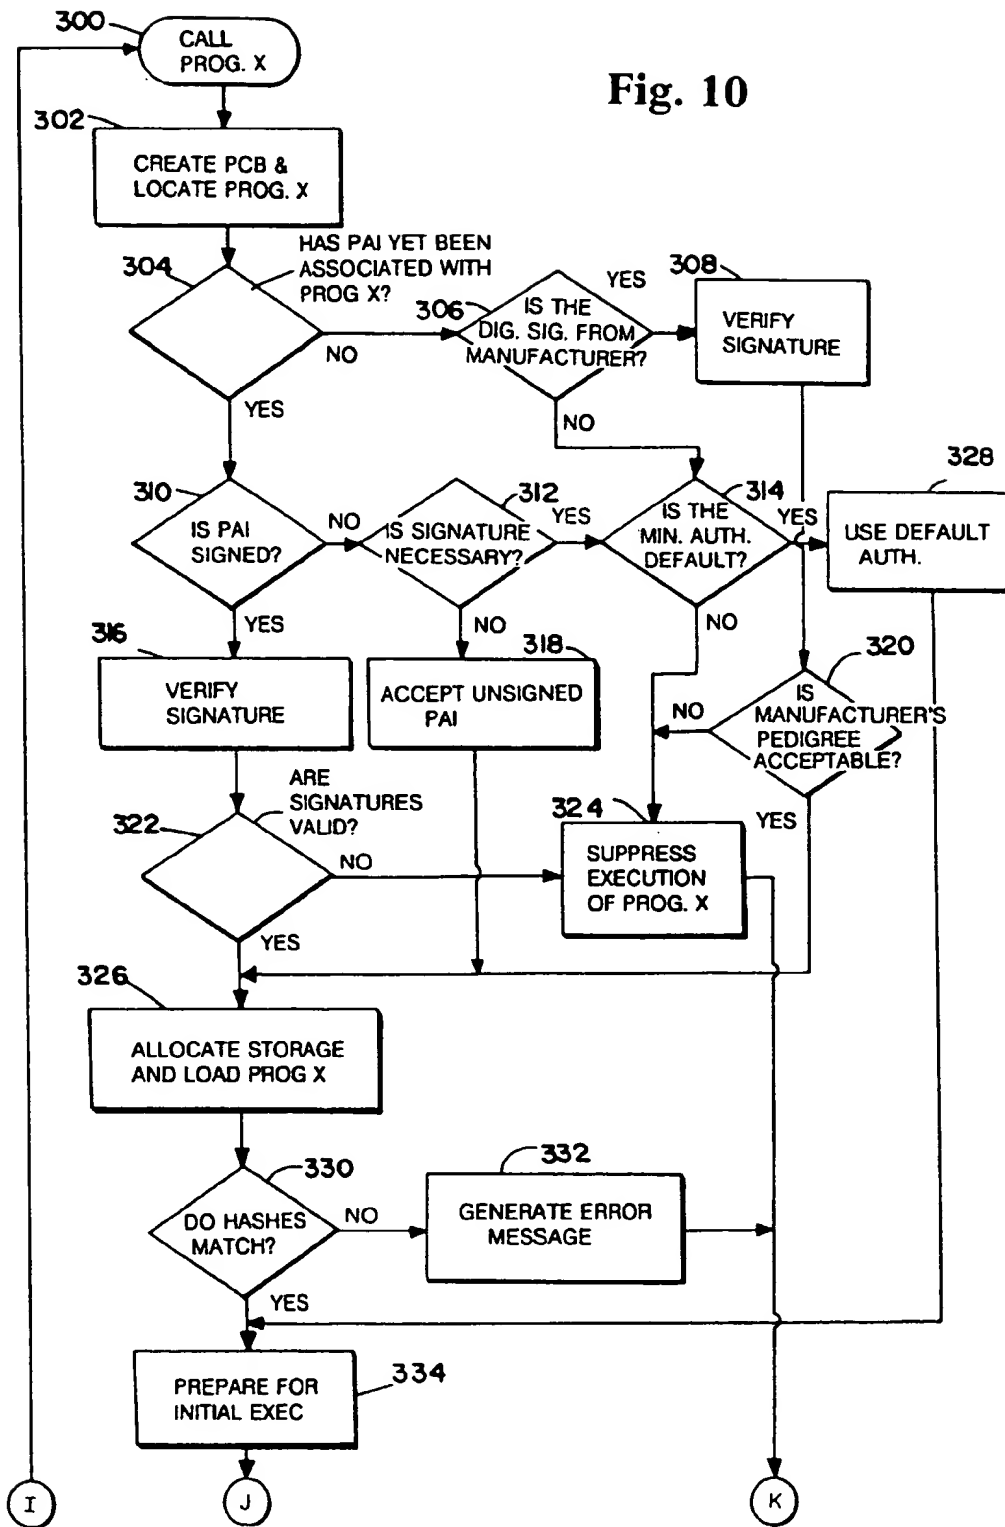 300
CALL
PROG. X
Fig. 10
302
CREATE PCB &
LOCATE PROG. X
304
HAS PAI YET BEEN
ASSOCIATED WITH
PROG X?
NO
YES
306
IS THE
DIG. SIG. FROM
MANUFACTURER?
YES
NO
308
VERIFY
SIGNATURE
310
IS PAI
SIGNED?
NO
YES
312
IS SIGNATURE
NECESSARY?
YES
NO
314
IS THE
MIN. AUTH.
DEFAULT?
YES
NO
328
USE DEFAULT
AUTH.
316
VERIFY
SIGNATURE
318
ACCEPT UNSIGNED
PAI
320
IS
MANUFACTURER'S
PEDIGREE
ACCEPTABLE?
NO
YES
322
ARE
SIGNATURES
VALID?
NO
YES
324
SUPPRESS
EXECUTION
OF PROG. X
326
ALLOCATE STORAGE
AND LOAD PROG X
330
DO HASHES
MATCH?
NO
YES
332
GENERATE ERROR
MESSAGE
334
PREPARE FOR
INITIAL EXEC
I
J
K